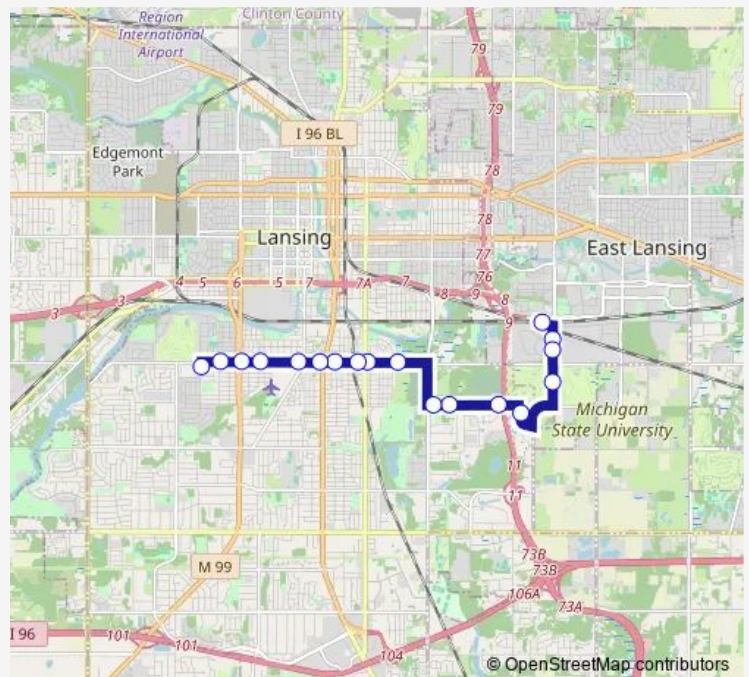 Region
International
Airport
Clinton County
79
79
I 96 BL
Edgemont
Park
78
78
Lansing
77
East Lansing
76
4
5
6
5
7
7A
7
8
9
8
3
3
9
Michigan
State University
11
11
M 99
73B
73B
106A
73A
I 96
101
101
104
© OpenStreetMap contributors